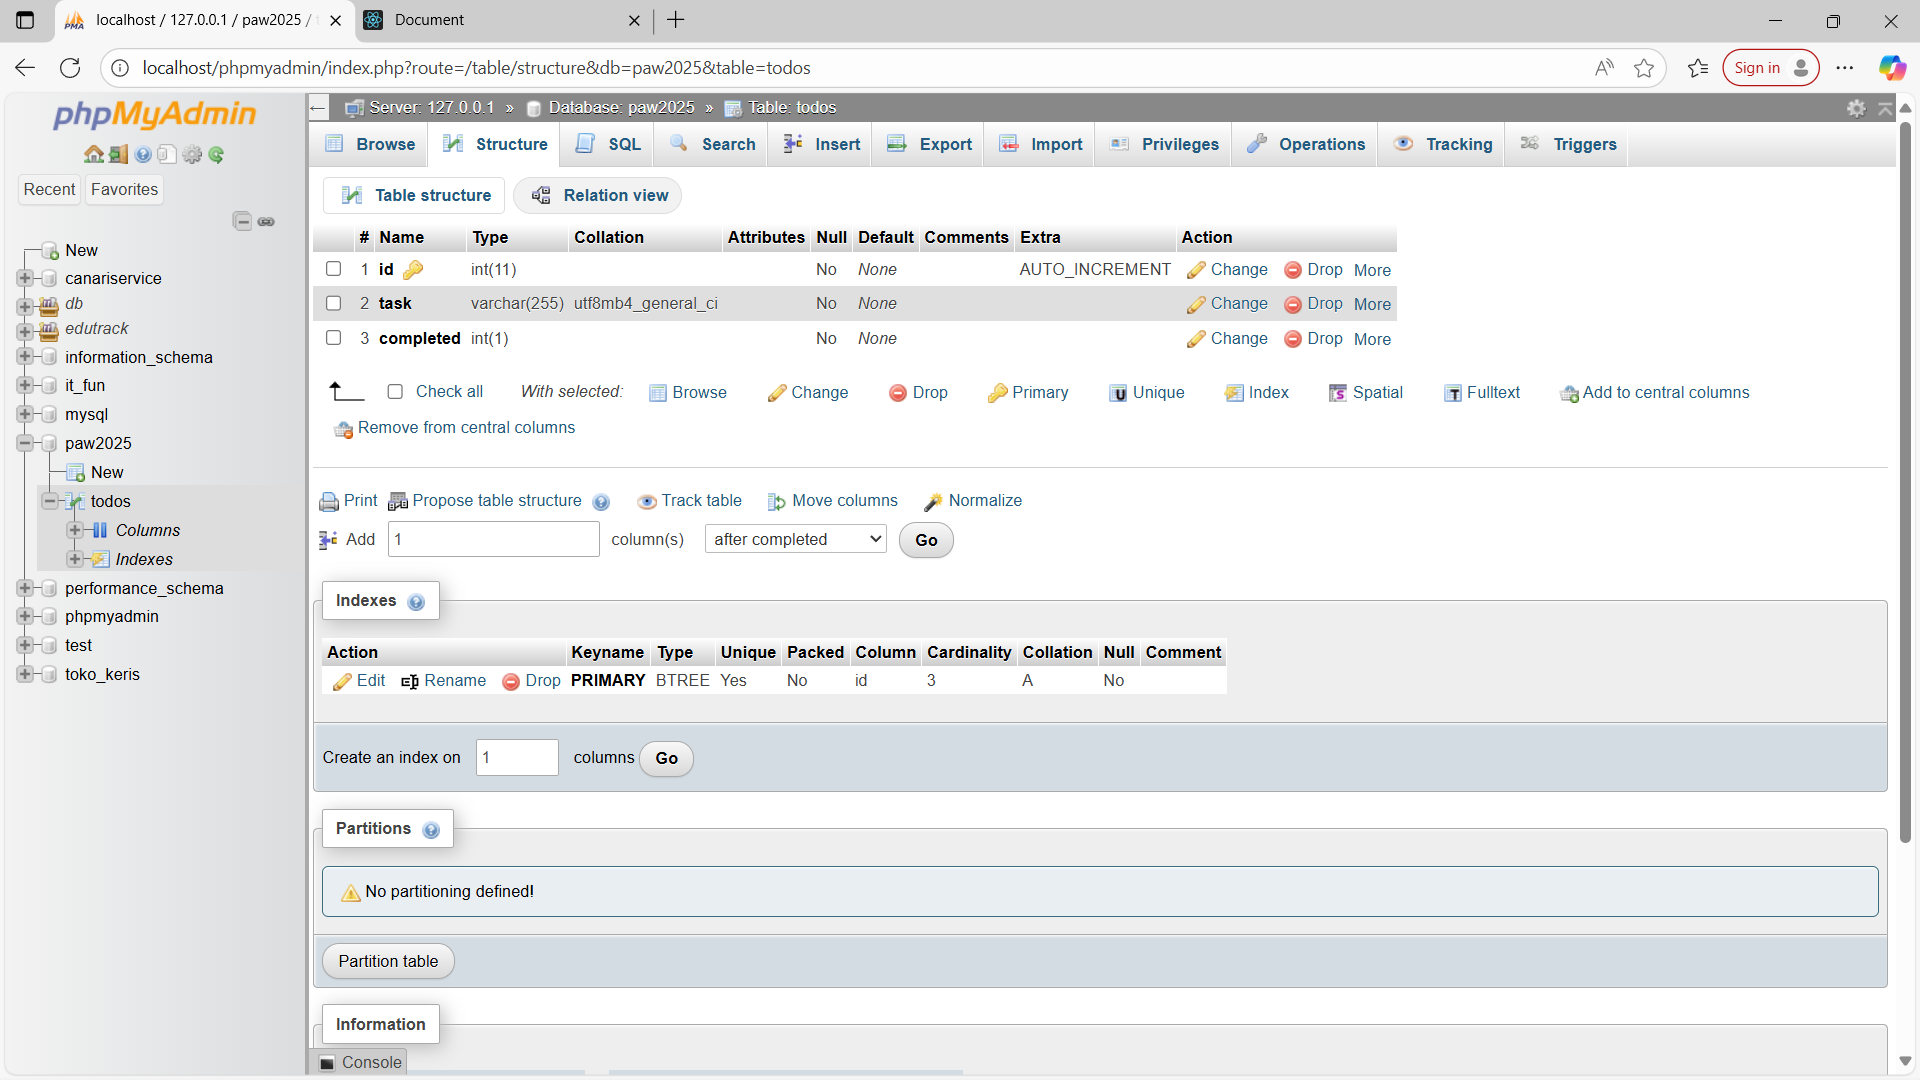 localhost / 127.0.0.1 / paw2025 /
Document
localhost/phpmyadmin/index.php?route=/table/structure&db=paw2025&table=todos
Sign in
phpMyAdmin
Recent
Favorites
New
canariservice
db
edutrack
information_schema
it_fun
mysql
paw2025
New
todos
Columns
Indexes
performance_schema
phpmyadmin
test
toko_keris
Server: 127.0.0.1 » Database: paw2025 » Table: todos
Browse Structure SQL Search Insert Export Import Privileges Operations Tracking Triggers
Table structure Relation view
# Name Type Collation Attributes Null Default Comments Extra Action
1 id int(11) No None AUTO_INCREMENT Change Drop More
2 task varchar(255) utf8mb4_general_ci No None Change Drop More
3 completed int(1) No None Change Drop More
Check all With selected: Browse Change Drop Primary Unique Index Spatial Fulltext Add to central columns
Remove from central columns
Print Propose table structure Track table Move columns Normalize
Add 1 column(s) after completed Go
Indexes
Action Keyname Type Unique Packed Column Cardinality Collation Null Comment
Edit Rename Drop PRIMARY BTREE Yes No id 3 A No
Create an index on 1 columns Go
Partitions
No partitioning defined!
Partition table
Information
Console